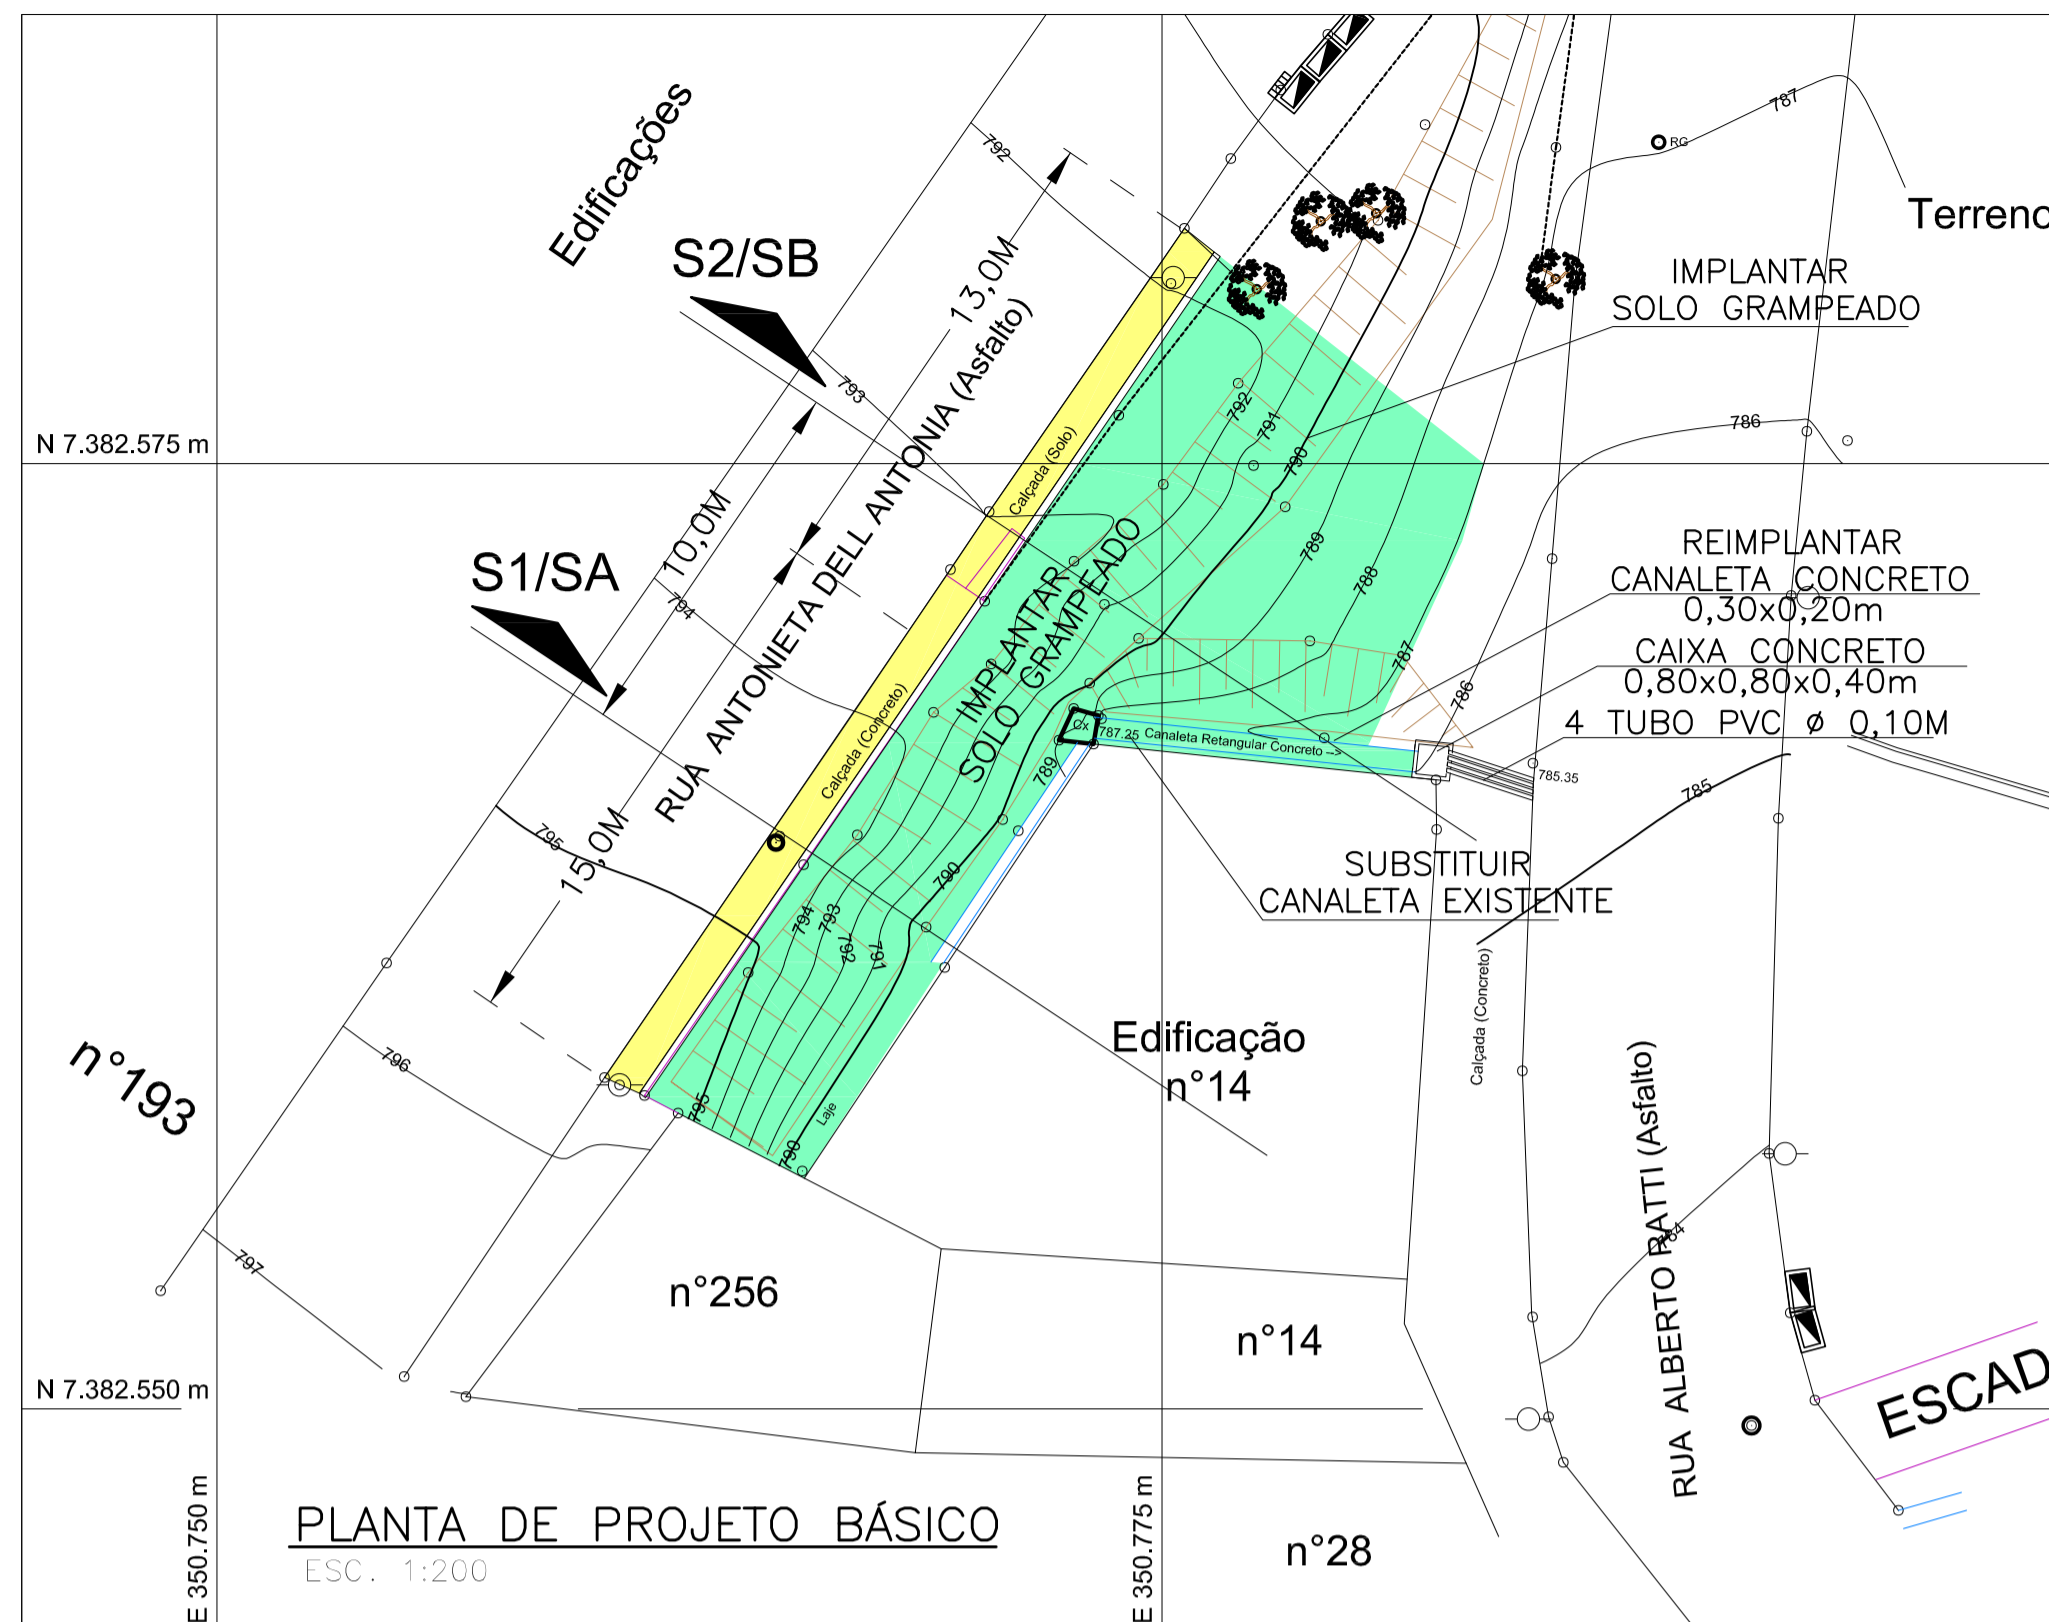 Edificações
792
787
RG
Terreno
S2/SB
13,0M
IMPLANTAR
SOLO GRAMPEADO
793
792
791
790
786
N 7.382.575 m
Calçada (Solo)
10,0M
RUA ANTONIETA DELL ANTONIA (Asfalto)
S1/SA
794
IMPLANTAR
SOLO GRAMPEADO
789
788
787
786
REIMPLANTAR
CANALETA CONCRETO
0,30x0,20m
CAIXA CONCRETO
0,80x0,80x0,40m
4 TUBO PVC Ø 0,10M
Cx
787.25
Canaleta Retangular Concreto -->
785.35
789
785
Calçada (Concreto)
795
15,0M
SUBSTITUIR
CANALETA EXISTENTE
790
794
793
792
791
Calçada (Concreto)
Edificação
n°14
n°193
796
795
790
Laje
RUA ALBERTO RATTI (Asfalto)
784
797
n°256
n°14
N 7.382.550 m
ESCAD
E 350.750 m
E 350.775 m
PLANTA DE PROJETO BÁSICO
ESC. 1:200
n°28